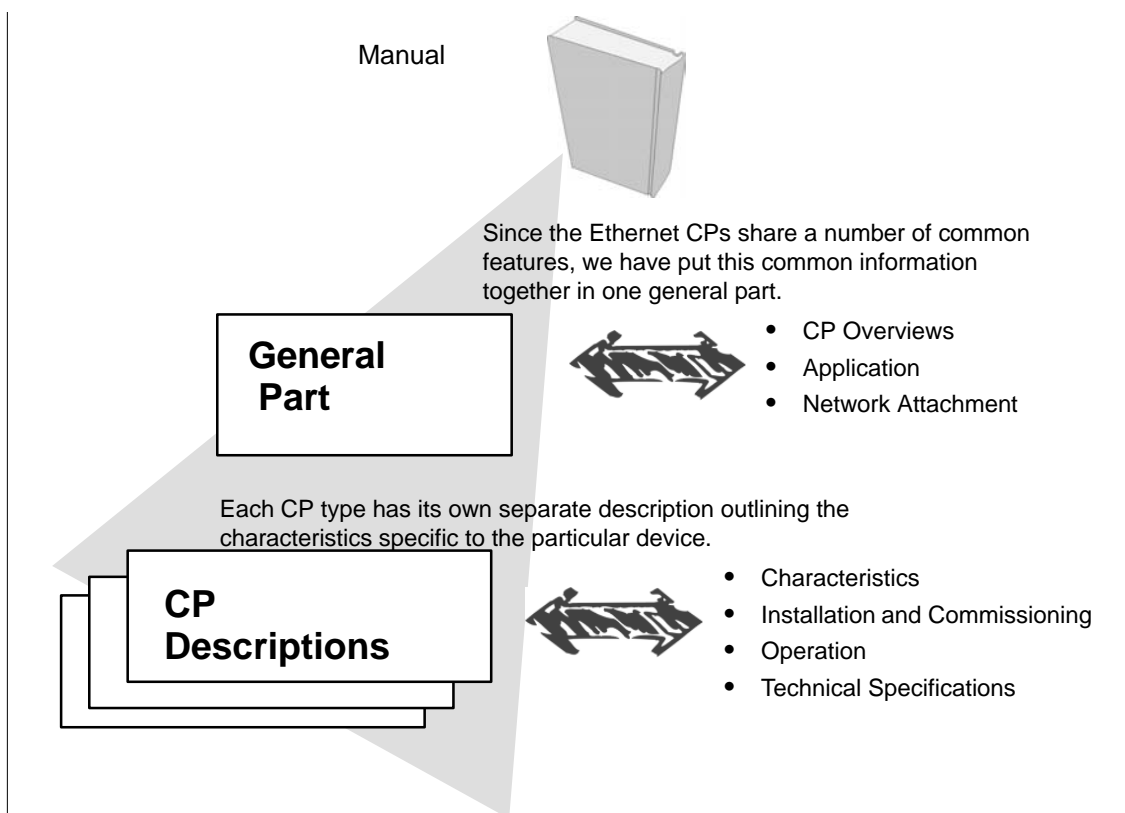 Manual
Since the Ethernet CPs share a number of common
features, we have put this common information
together in one general part.
General
Part
• CP Overviews
• Application
• Network Attachment
Each CP type has its own separate description outlining the
characteristics specific to the particular device.
CP
Descriptions
• Characteristics
• Installation and Commissioning
• Operation
• Technical Specifications